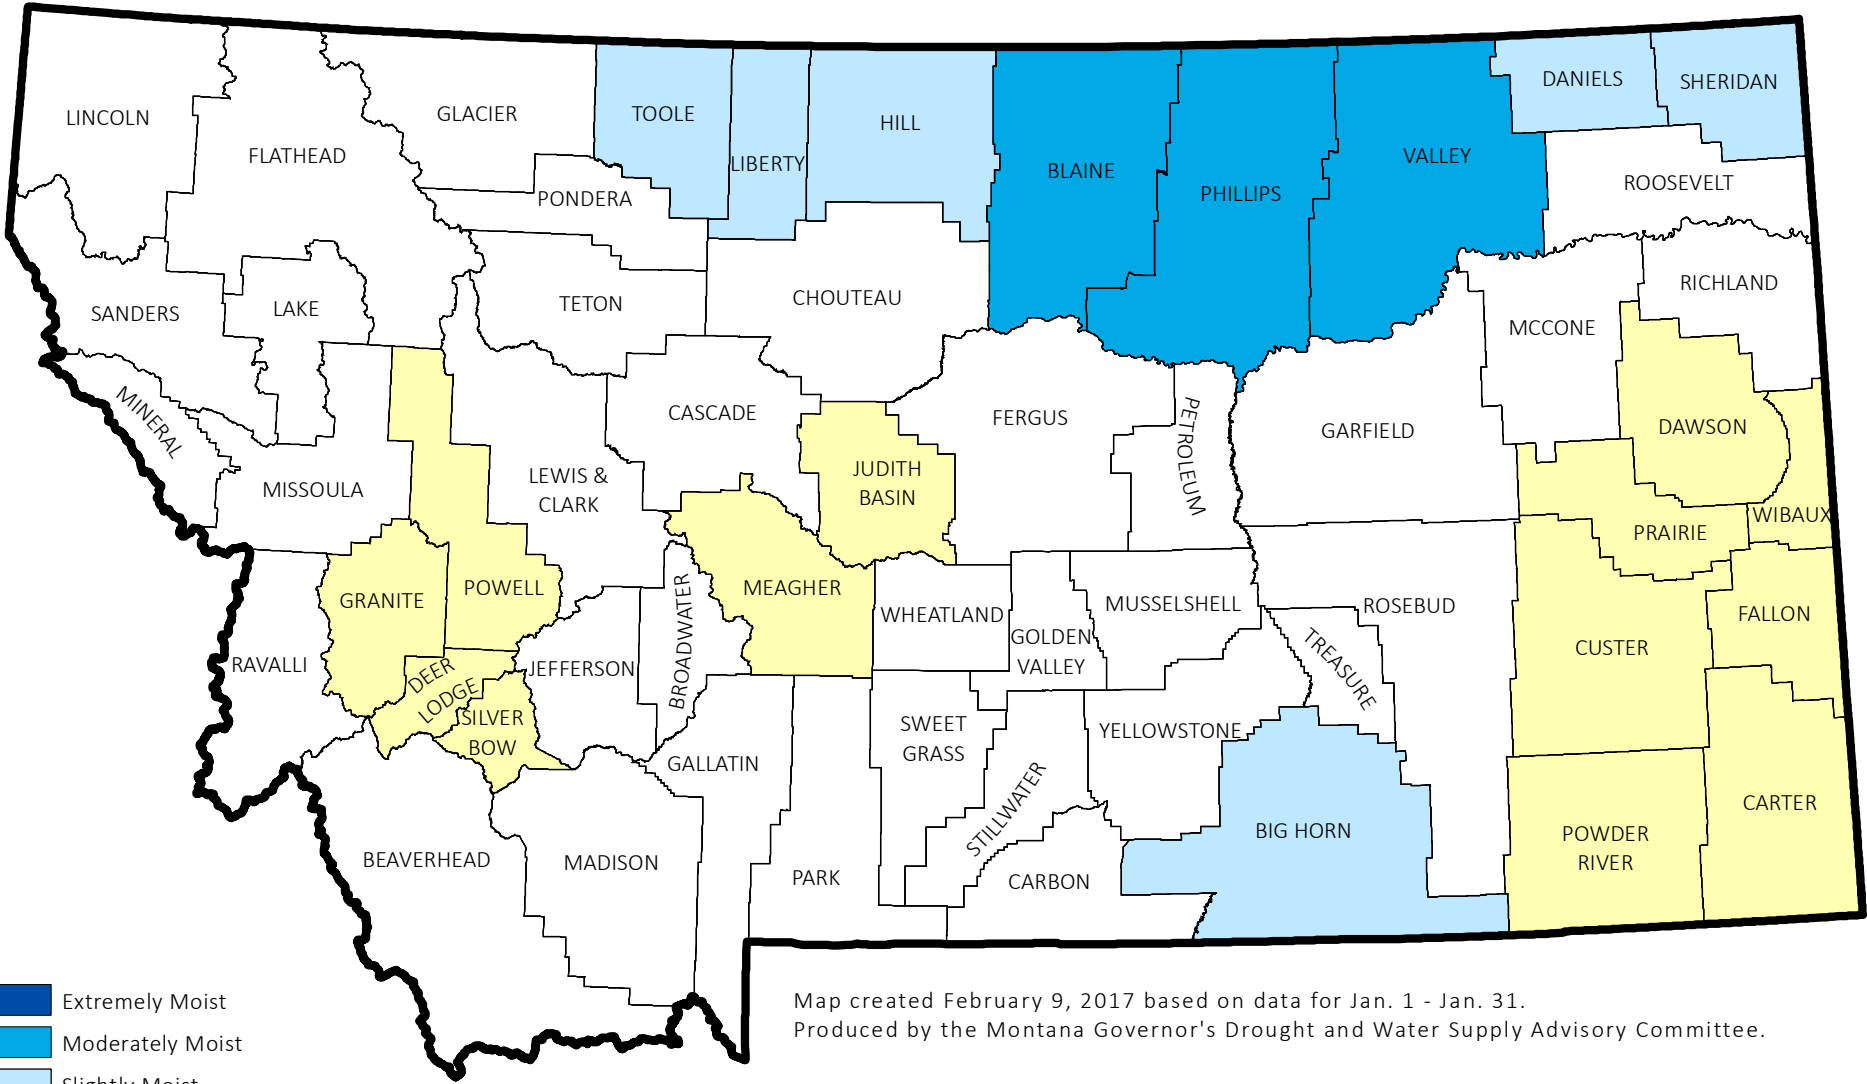 LINCOLN
FLATHEAD
GLACIER
TOOLE
LIBERTY
HILL
BLAINE
PHILLIPS
VALLEY
DANIELS
SHERIDAN
ROOSEVELT
PONDERA
SANDERS
LAKE
TETON
CHOUTEAU
MCCONE
RICHLAND
MINERAL
MISSOULA
LEWIS &
CLARK
CASCADE
JUDITH
BASIN
FERGUS
PETROLEUM
GARFIELD
DAWSON
PRAIRIE
WIBAUX
GRANITE
POWELL
BROADWATER
MEAGHER
WHEATLAND
GOLDEN
VALLEY
MUSSELSHELL
TREASURE
ROSEBUD
CUSTER
FALLON
RAVALLI
DEER
LODGE
SILVER
BOW
JEFFERSON
GALLATIN
SWEET
GRASS
STILLWATER
YELLOWSTONE
BEAVERHEAD
MADISON
PARK
CARBON
BIG HORN
POWDER
RIVER
CARTER
Extremely Moist
Moderately Moist
Slightly Moist
Map created February 9, 2017 based on data for Jan. 1 - Jan. 31.
Produced by the Montana Governor's Drought and Water Supply Advisory Committee.